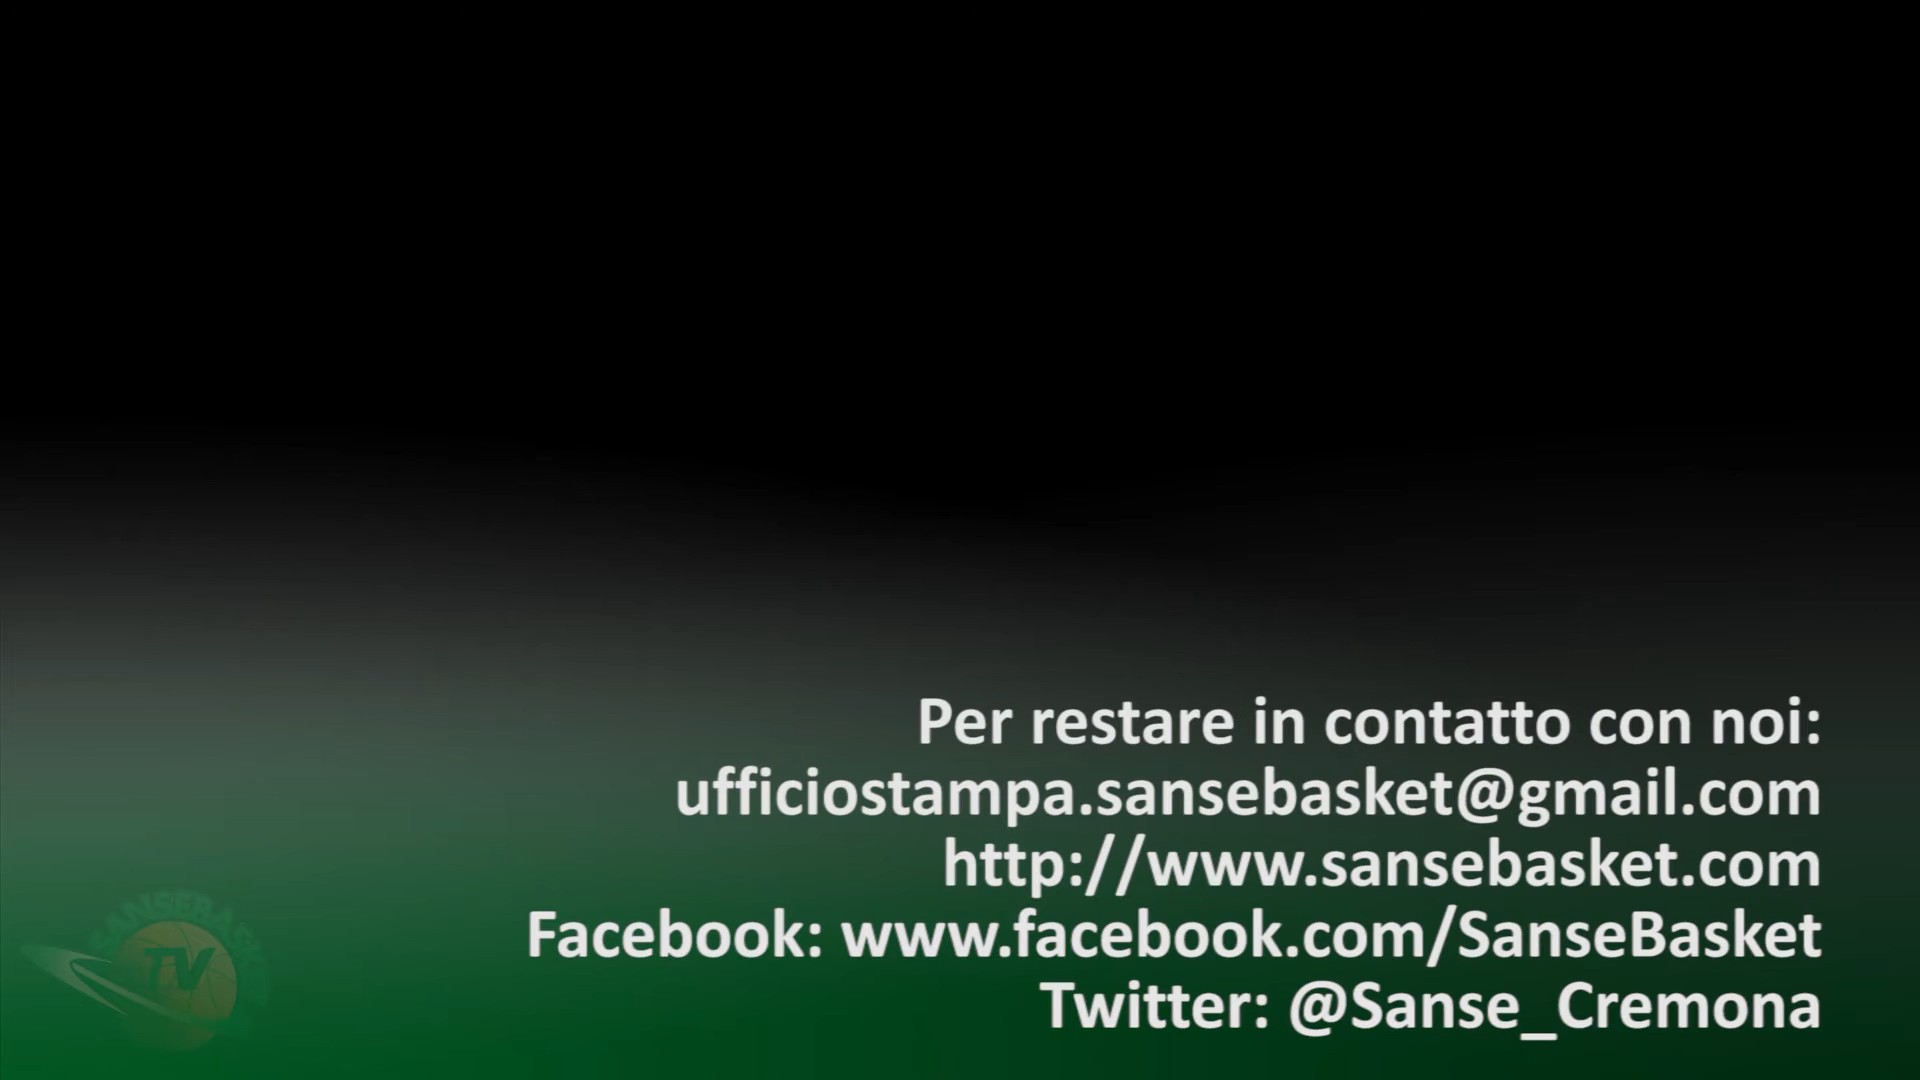 Per restare in contatto con noi:
ufficiostampa.sansebasket@gmail.com
http://www.sansebasket.com
Facebook: www.facebook.com/SanseBasket
Twitter: @Sanse_Cremona
SANSEBASKET
TV